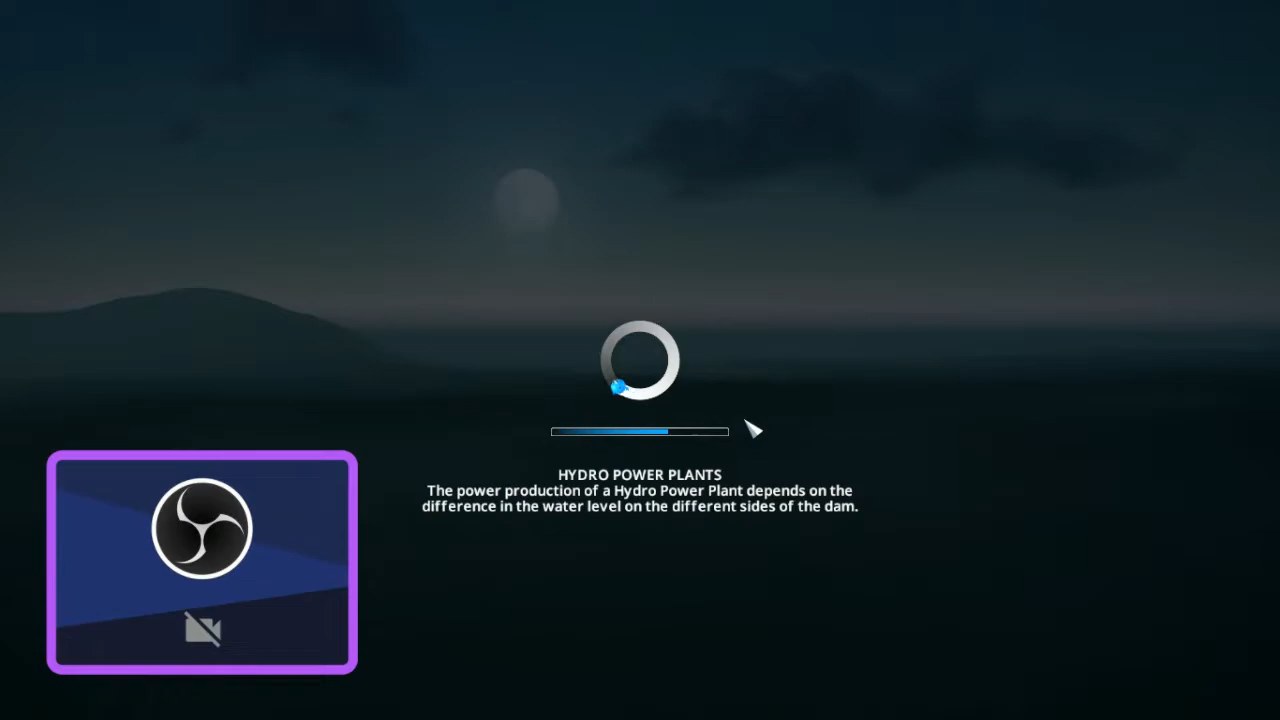 HYDRO POWER PLANTS
The power production of a Hydro Power Plant depends on the
difference in the water level on the different sides of the dam.